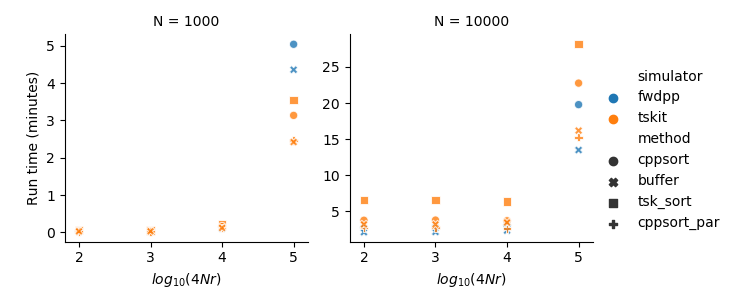 N = 1000
N = 10000
Run time (minutes)
5
4
3
2
1
0
2
3
4
5
log₁₀(4Nr)
25
20
15
10
5
2
3
4
5
log₁₀(4Nr)
simulator
fwdpp
tskit
method
cppsort
buffer
tsk_sort
cppsort_par